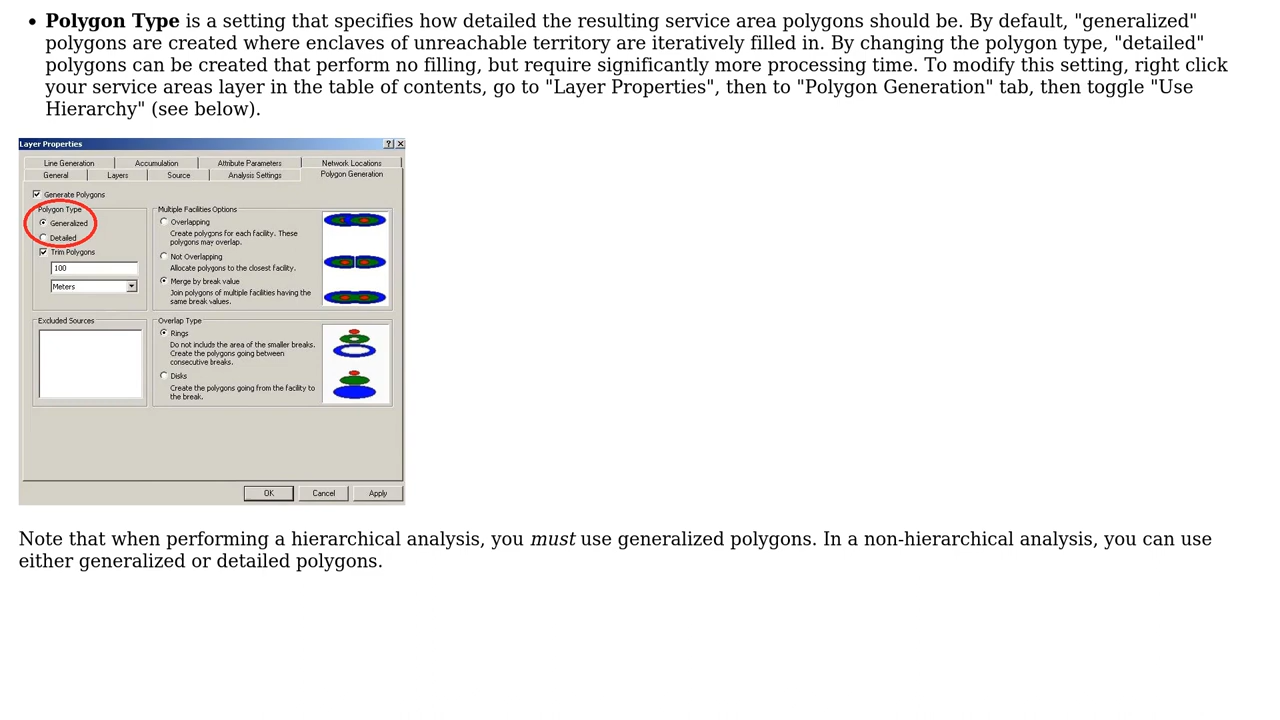 • Polygon Type is a setting that specifies how detailed the resulting service area polygons should be. By default, "generalized"
polygons are created where enclaves of unreachable territory are iteratively filled in. By changing the polygon type, "detailed"
polygons can be created that perform no filling, but require significantly more processing time. To modify this setting, right click
your service areas layer in the table of contents, go to "Layer Properties", then to "Polygon Generation" tab, then toggle "Use
Hierarchy" (see below).
Layer Properties
Line Generation Accumulation Attribute Parameters Network Locations
General Layers Source Analysis Settings Polygon Generation
Generate Polygons
Polygon Type
Generalized
Detailed
Trim Polygons
100
Meters
Multiple Facilities Options
Overlapping
Create polygons for each facility. These
polygons may overlap.
Not Overlapping
Allocate polygons to the closest facility.
Merge by break value
Join polygons of multiple facilities having the
same break values.
Excluded Sources
Overlap Type
Rings
Do not include the area of the smaller breaks.
Create the polygons going between
consecutive breaks.
Disks
Create the polygons going from the facility to
the break.
OK Cancel Apply
Note that when performing a hierarchical analysis, you must use generalized polygons. In a non-hierarchical analysis, you can use
either generalized or detailed polygons.